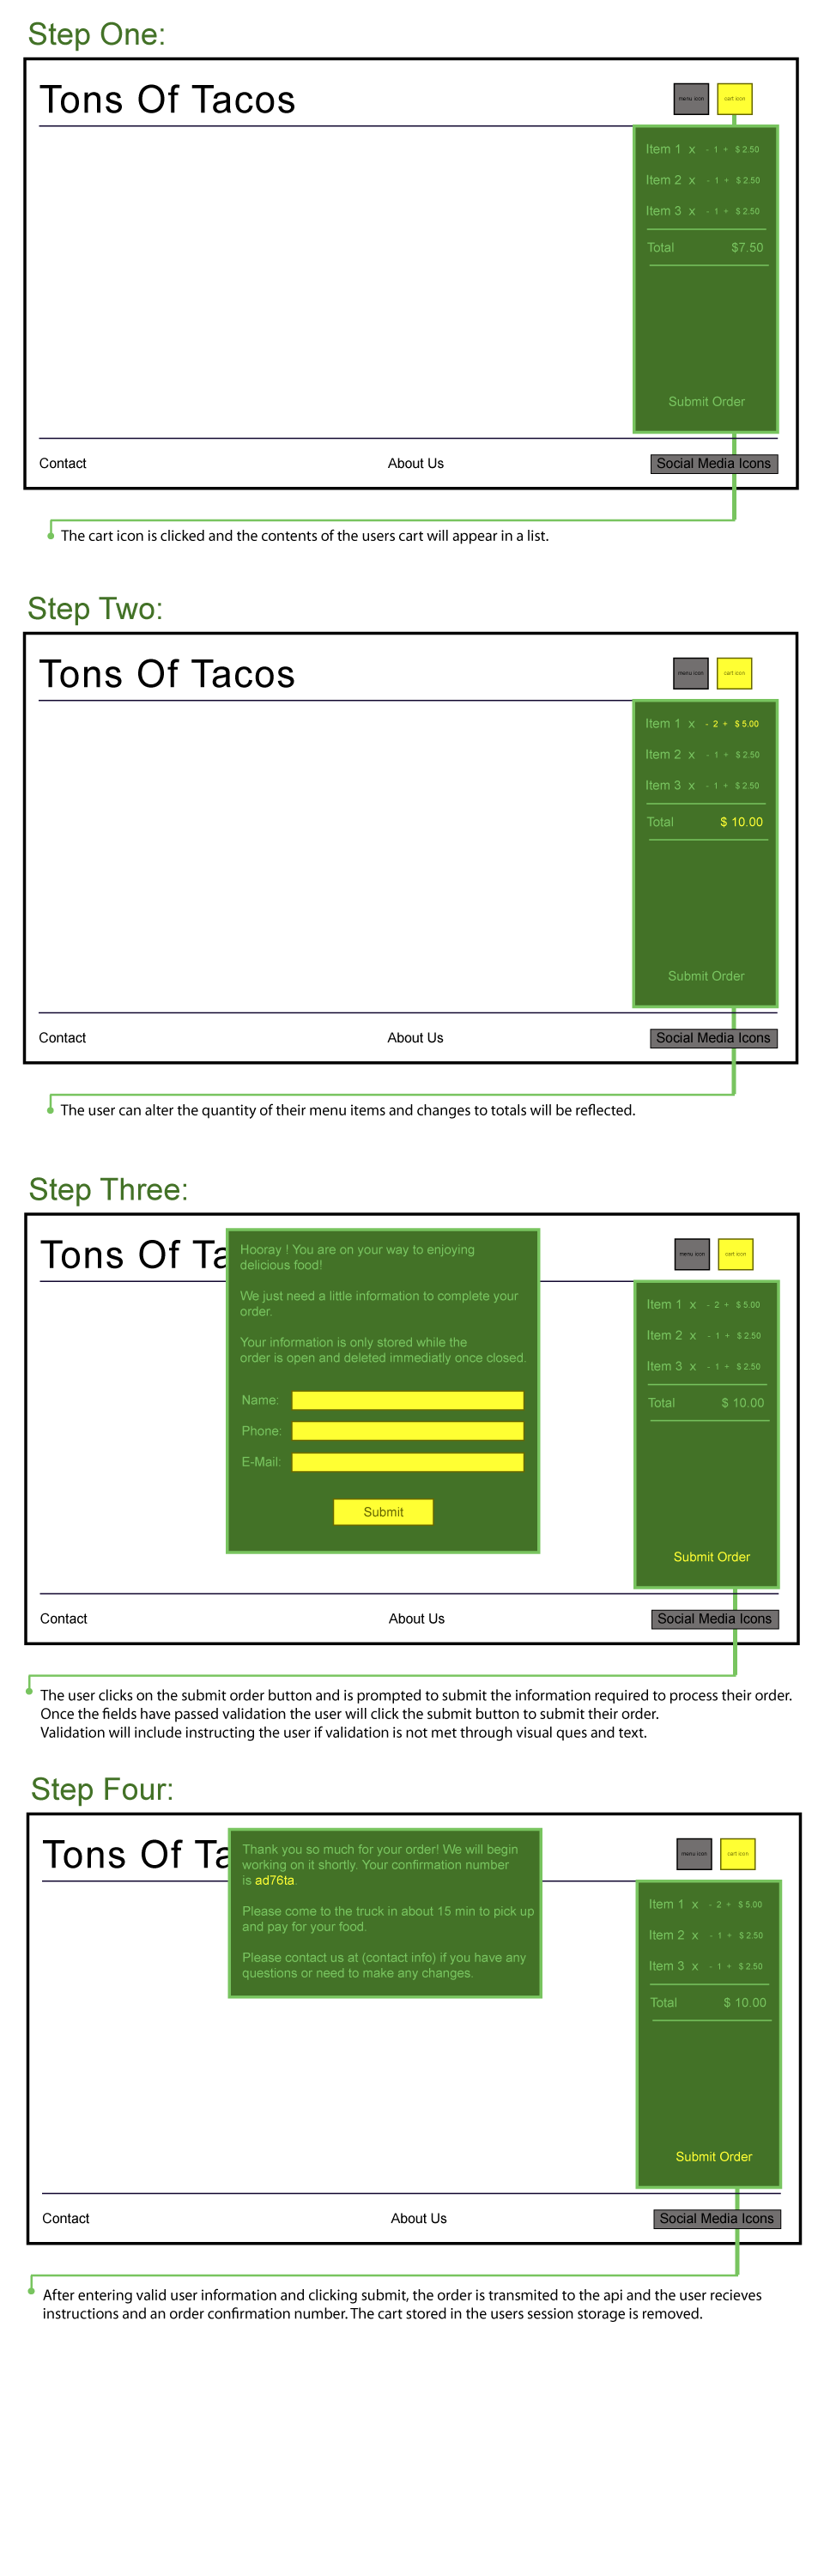 Step One:
Tons Of Tacos
menu icon
cart icon
Item 1 x - 1 + $ 2.50
Item 2 x - 1 + $ 2.50
Item 3 x - 1 + $ 2.50
Total $7.50
Submit Order
Contact About Us Social Media Icons
The cart icon is clicked and the contents of the users cart will appear in a list.
Step Two:
Tons Of Tacos
menu icon
cart icon
Item 1 x - 2 + $ 5.00
Item 2 x - 1 + $ 2.50
Item 3 x - 1 + $ 2.50
Total $ 10.00
Submit Order
Contact About Us Social Media Icons
The user can alter the quantity of their menu items and changes to totals will be reflected.
Step Three:
Tons Of Ta
menu icon
cart icon
Hooray ! You are on your way to enjoying
delicious food!
We just need a little information to complete your
order.
Your information is only stored while the
order is open and deleted immediatly once closed.
Name:
Phone:
E-Mail:
Submit
Item 1 x - 2 + $ 5.00
Item 2 x - 1 + $ 2.50
Item 3 x - 1 + $ 2.50
Total $ 10.00
Submit Order
Contact About Us Social Media Icons
The user clicks on the submit order button and is prompted to submit the information required to process their order.
Once the fields have passed validation the user will click the submit button to submit their order.
Validation will include instructing the user if validation is not met through visual ques and text.
Step Four:
Tons Of Ta
menu icon
cart icon
Thank you so much for your order! We will begin
working on it shortly. Your confirmation number
is ad76ta.
Please come to the truck in about 15 min to pick up
and pay for your food.
Please contact us at (contact info) if you have any
questions or need to make any changes.
Item 1 x - 2 + $ 5.00
Item 2 x - 1 + $ 2.50
Item 3 x - 1 + $ 2.50
Total $ 10.00
Submit Order
Contact About Us Social Media Icons
After entering valid user information and clicking submit, the order is transmited to the api and the user recieves
instructions and an order confirmation number. The cart stored in the users session storage is removed.